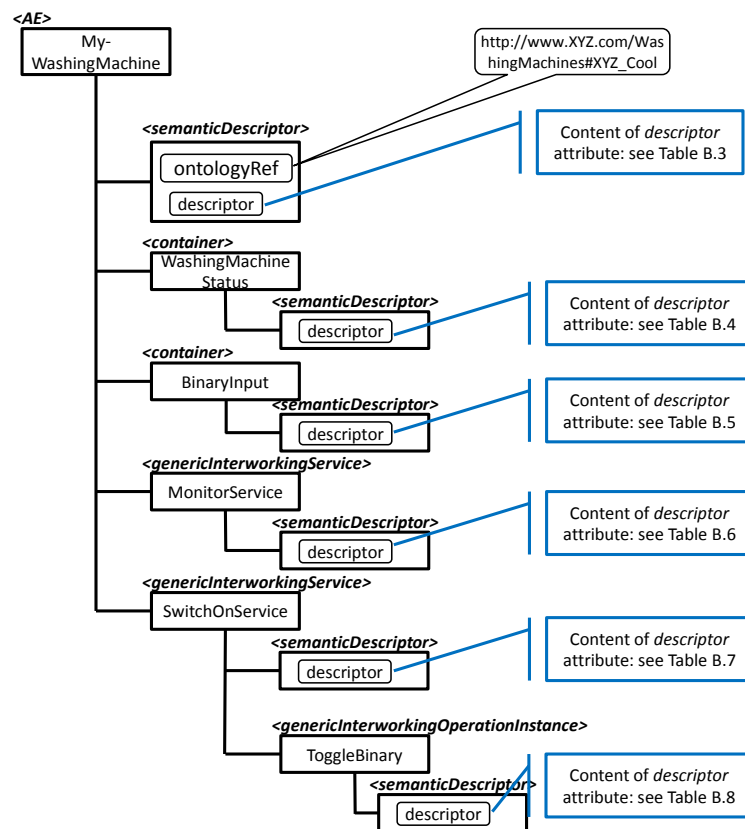 <AE>
My-
WashingMachine
http://www.XYZ.com/Was
hingMachines#XYZ_Cool
<semanticDescriptor>
ontologyRef
descriptor
Content of descriptor
attribute: see Table B.3
<container>
WashingMachine
Status
<semanticDescriptor>
descriptor
Content of descriptor
attribute: see Table B.4
<container>
BinaryInput
<semanticDescriptor>
descriptor
Content of descriptor
attribute: see Table B.5
<genericInterworkingService>
MonitorService
<semanticDescriptor>
descriptor
Content of descriptor
attribute: see Table B.6
<genericInterworkingService>
SwitchOnService
<semanticDescriptor>
descriptor
Content of descriptor
attribute: see Table B.7
<genericInterworkingOperationInstance>
ToggleBinary
<semanticDescriptor>
descriptor
Content of descriptor
attribute: see Table B.8